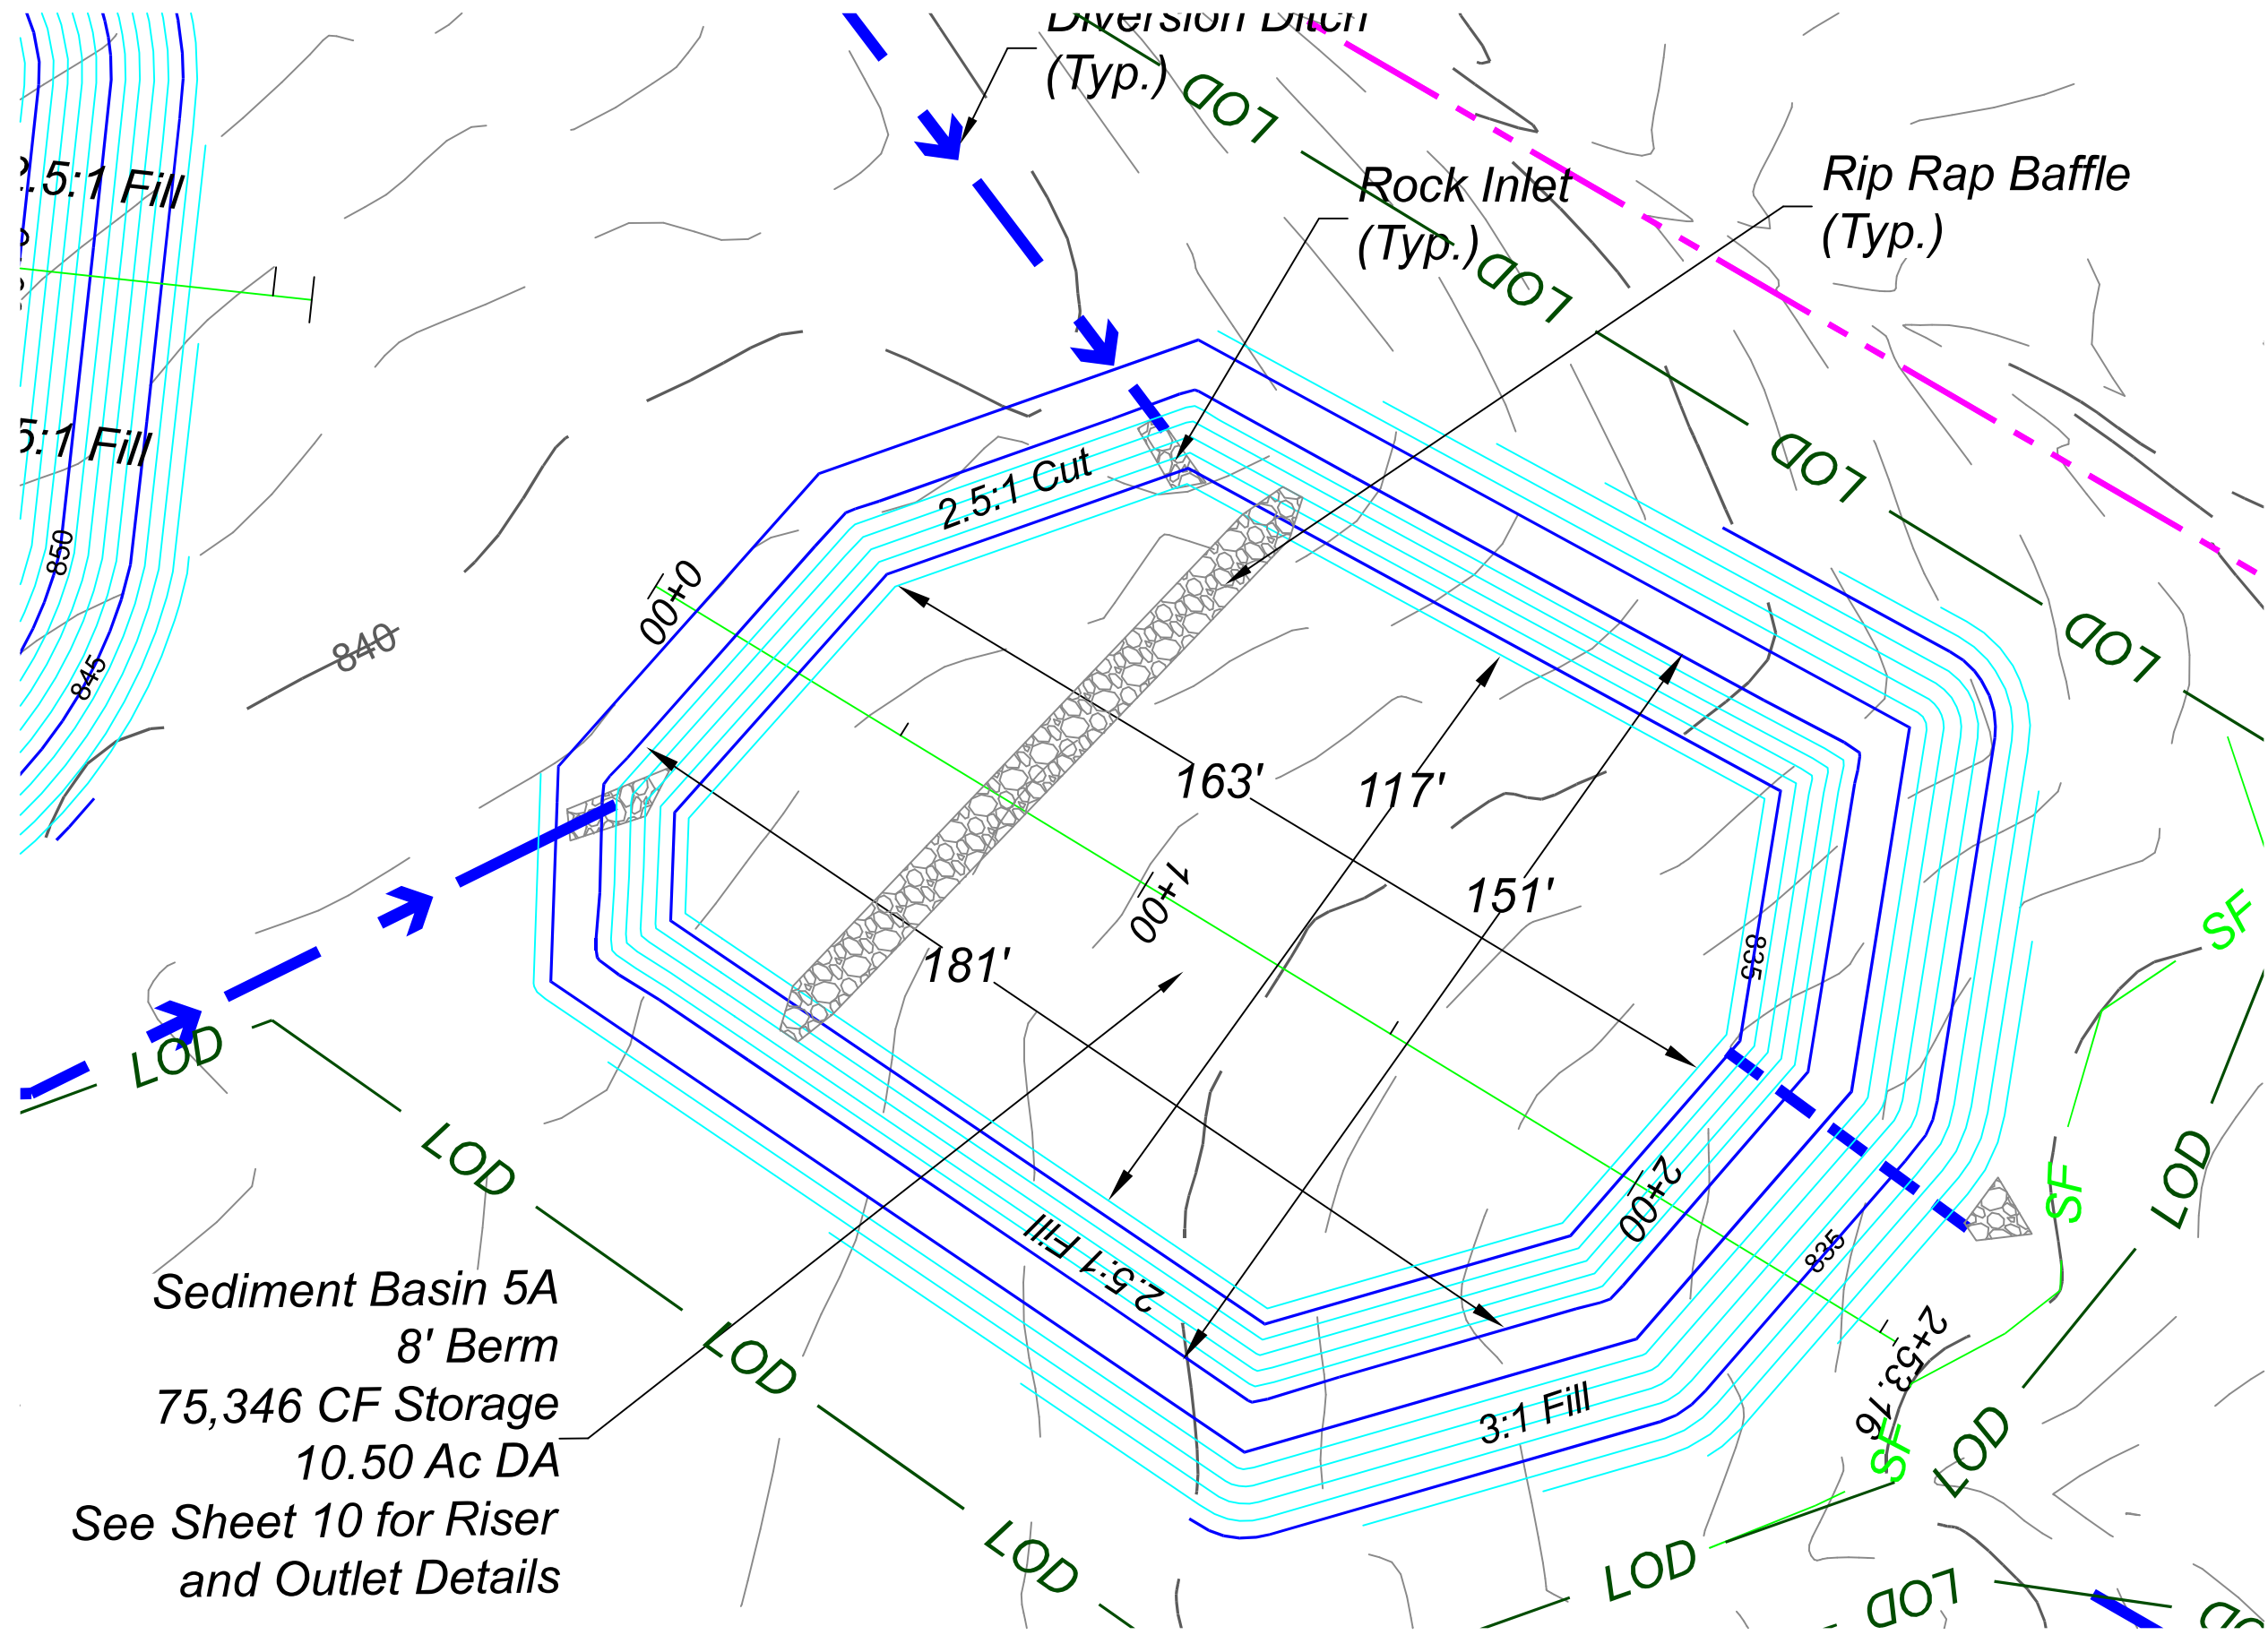 Diversion Ditch
(Typ.)
LOD
Rock Inlet
(Typ.)
Rip Rap Baffle
(Typ.)
LOD
.5:1 Fill
5:1 Fill
LOD
2.5:1 Cut
850
0+00
840
845
LOD
163'
117'
151'
1+00
181'
835
SF
LOD
LOD
SF
LOD
2+00
2.5:1 Fill
835
Sediment Basin 5A
8' Berm
75,346 CF Storage
10.50 Ac DA
See Sheet 10 for Riser
and Outlet Details
LOD
2+53.16
3:1 Fill
SF
LOD
LOD
LOD
LOD